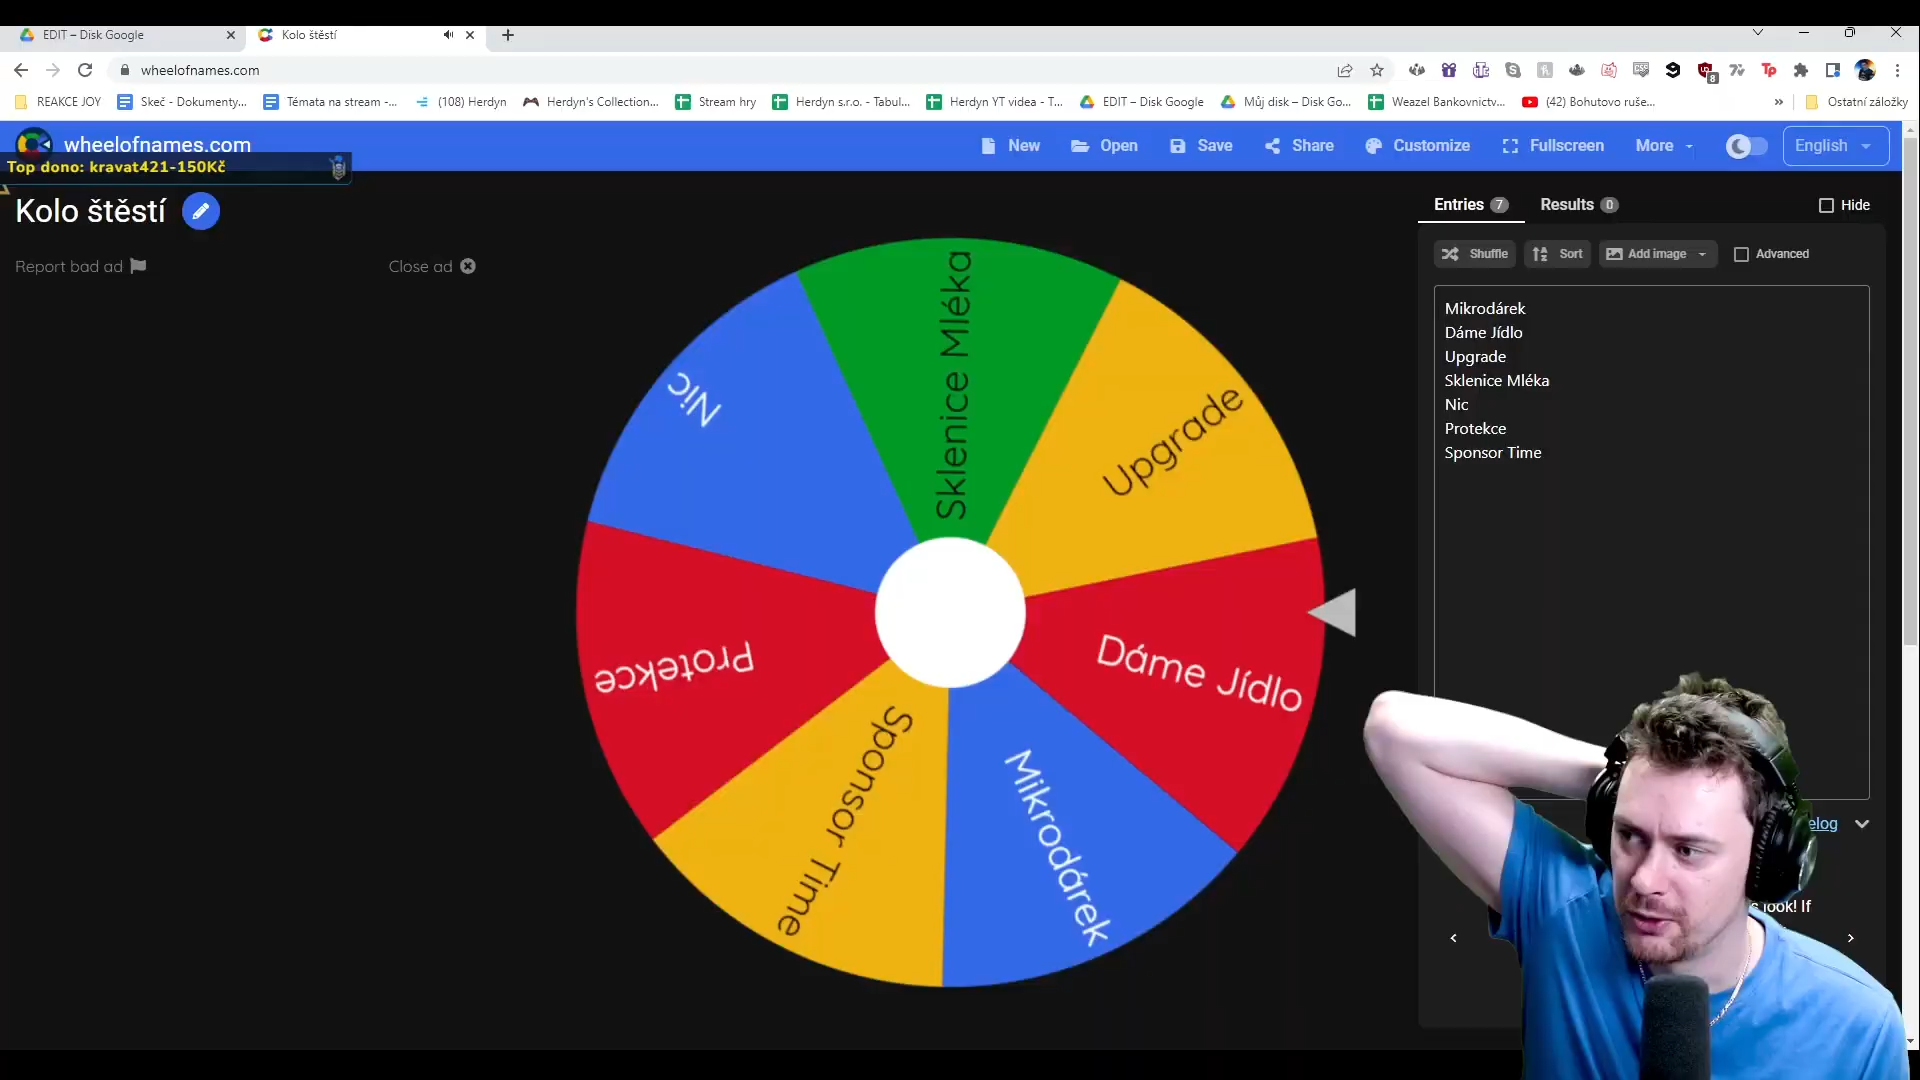 EDIT – Disk Google
Kolo štěstí
wheelofnames.com
REAKCE JOY
Skeč - Dokumenty...
Témata na stream -...
(108) Herdyn
Herdyn's Collection...
Stream hry
Herdyn s.r.o. - Tabul...
Herdyn YT videa - T...
EDIT – Disk Google
Můj disk – Disk Go...
Weazel Bankovnictv...
(42) Bohutovo ruše...
»
Ostatní záložky
wheelofnames.com
New
Open
Save
Share
Customize
Fullscreen
More
English
Top dono: kravat421-150Kč
Kolo štěstí
Report bad ad
Close ad
Entries 7
Results 0
Hide
Shuffle
Sort
Add image
Advanced
Mikrodárek
Dáme Jídlo
Upgrade
Sklenice Mléka
Nic
Protekce
Sponsor Time
Sklenice Mléka
Upgrade
Dáme Jídlo
Mikrodárek
Sponsor Time
Protekce
Nic
elog
look! If